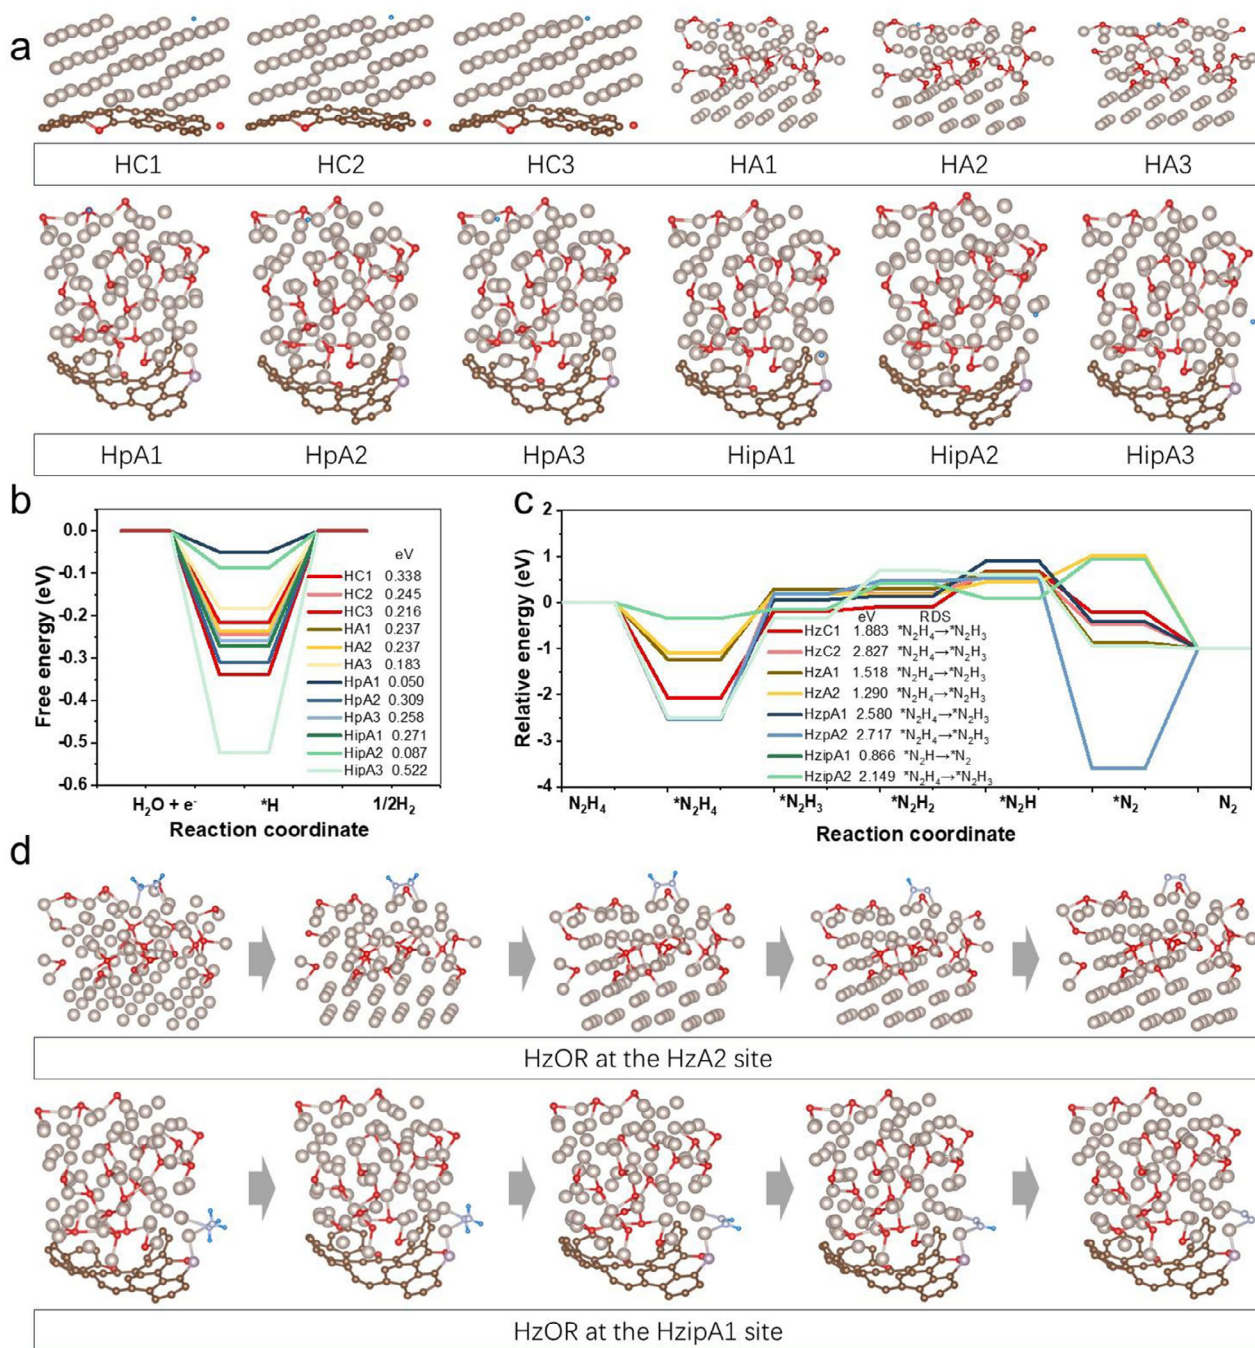 a
HC1 HC2 HC3 HA1 HA2 HA3
HpA1 HpA2 HpA3 HipA1 HipA2 HipA3
b
Free energy (eV)
0.0
-0.1
-0.2
-0.3
-0.4
-0.5
-0.6
eV
HC1 0.338
HC2 0.245
HC3 0.216
HA1 0.237
HA2 0.237
HA3 0.183
HpA1 0.050
HpA2 0.309
HpA3 0.258
HipA1 0.271
HipA2 0.087
HipA3 0.522
H₂O + e⁻ *H 1/2H₂
Reaction coordinate
c
Relative energy (eV)
2
1
0
-1
-2
-3
-4
eV RDS
HzC1 1.883 *N₂H₄→*N₂H₃
HzC2 2.827 *N₂H₄→*N₂H₃
HzA1 1.518 *N₂H₄→*N₂H₃
HzA2 1.290 *N₂H₄→*N₂H₃
HzpA1 2.580 *N₂H₄→*N₂H₃
HzpA2 2.717 *N₂H₄→*N₂H₃
HzipA1 0.866 *N₂H→*N₂
HzipA2 2.149 *N₂H₄→*N₂H₃
N₂H₄ *N₂H₄ *N₂H₃ *N₂H₂ *N₂H *N₂ N₂
Reaction coordinate
d
HzOR at the HzA2 site
HzOR at the HzipA1 site